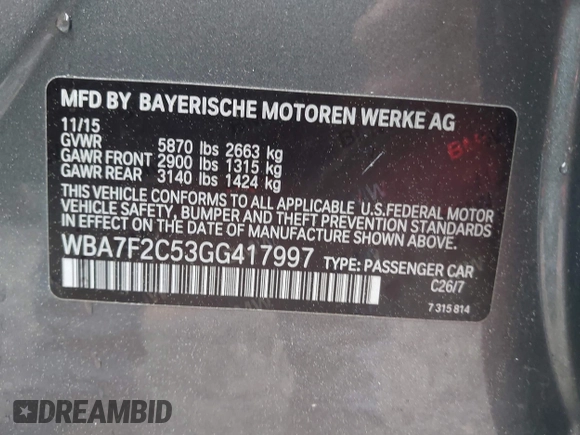 MFD BY BAYERISCHE MOTOREN WERKE AG
11/15
GVWR 5870 lbs 2663 kg
GAWR FRONT 2900 lbs 1315 kg
GAWR REAR 3140 lbs 1424 kg
THIS VEHICLE CONFORMS TO ALL APPLICABLE U.S.FEDERAL MOTOR
VEHICLE SAFETY, BUMPER AND THEFT PREVENTION STANDARDS
IN EFFECT ON THE DATE OF MANUFACTURE SHOWN ABOVE.
WBA7F2C53GG417997 TYPE: PASSENGER CAR
C26/7
7 315 814
DREAMBID